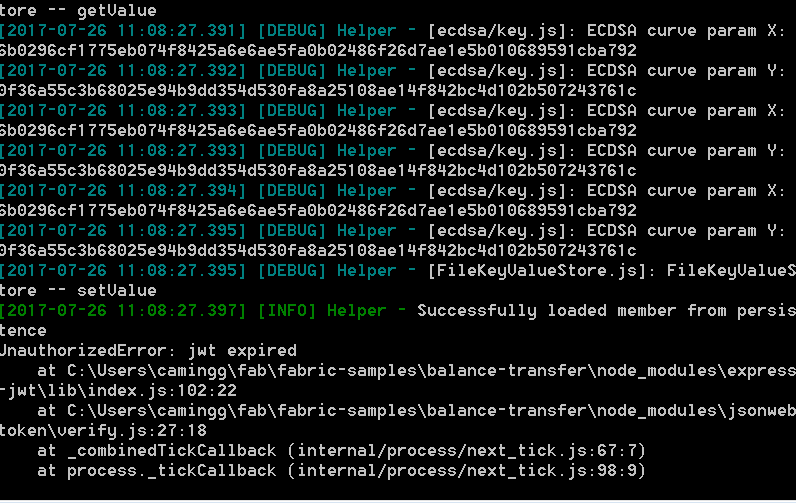 tore -- getValue
[2017-07-26 11:08:27.391] [DEBUG] Helper - [ecdsa/key.js]: ECDSA curve param X:
6b0296cf1775eb074f8425a6e6ae5fa0b02486f26d7ae1e5b010689591cba792
[2017-07-26 11:08:27.392] [DEBUG] Helper - [ecdsa/key.js]: ECDSA curve param Y:
0f36a55c3b68025e94b9dd354d530fa8a25108ae14f842bc4d102b507243761c
[2017-07-26 11:08:27.393] [DEBUG] Helper - [ecdsa/key.js]: ECDSA curve param X:
6b0296cf1775eb074f8425a6e6ae5fa0b02486f26d7ae1e5b010689591cba792
[2017-07-26 11:08:27.393] [DEBUG] Helper - [ecdsa/key.js]: ECDSA curve param Y:
0f36a55c3b68025e94b9dd354d530fa8a25108ae14f842bc4d102b507243761c
[2017-07-26 11:08:27.394] [DEBUG] Helper - [ecdsa/key.js]: ECDSA curve param X:
6b0296cf1775eb074f8425a6e6ae5fa0b02486f26d7ae1e5b010689591cba792
[2017-07-26 11:08:27.395] [DEBUG] Helper - [ecdsa/key.js]: ECDSA curve param Y:
0f36a55c3b68025e94b9dd354d530fa8a25108ae14f842bc4d102b507243761c
[2017-07-26 11:08:27.395] [DEBUG] Helper - [FileKeyValueStore.js]: FileKeyValueS
tore -- setValue
[2017-07-26 11:08:27.397] [INFO] Helper - Successfully loaded member from persis
tence
UnauthorizedError: jwt expired
    at C:\Users\camingg\fab\fabric-samples\balance-transfer\node_modules\express
-jwt\lib\index.js:102:22
    at C:\Users\camingg\fab\fabric-samples\balance-transfer\node_modules\jsonweb
token\verify.js:27:18
    at _combinedTickCallback (internal/process/next_tick.js:67:7)
    at process._tickCallback (internal/process/next_tick.js:98:9)